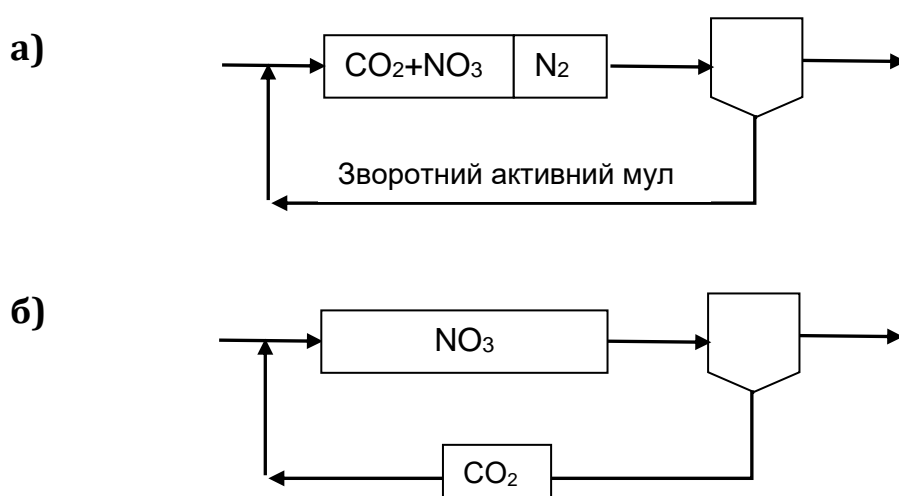 а)
CO₂+NO₃ N₂
Зворотний активний мул
б)
NO₃
CO₂